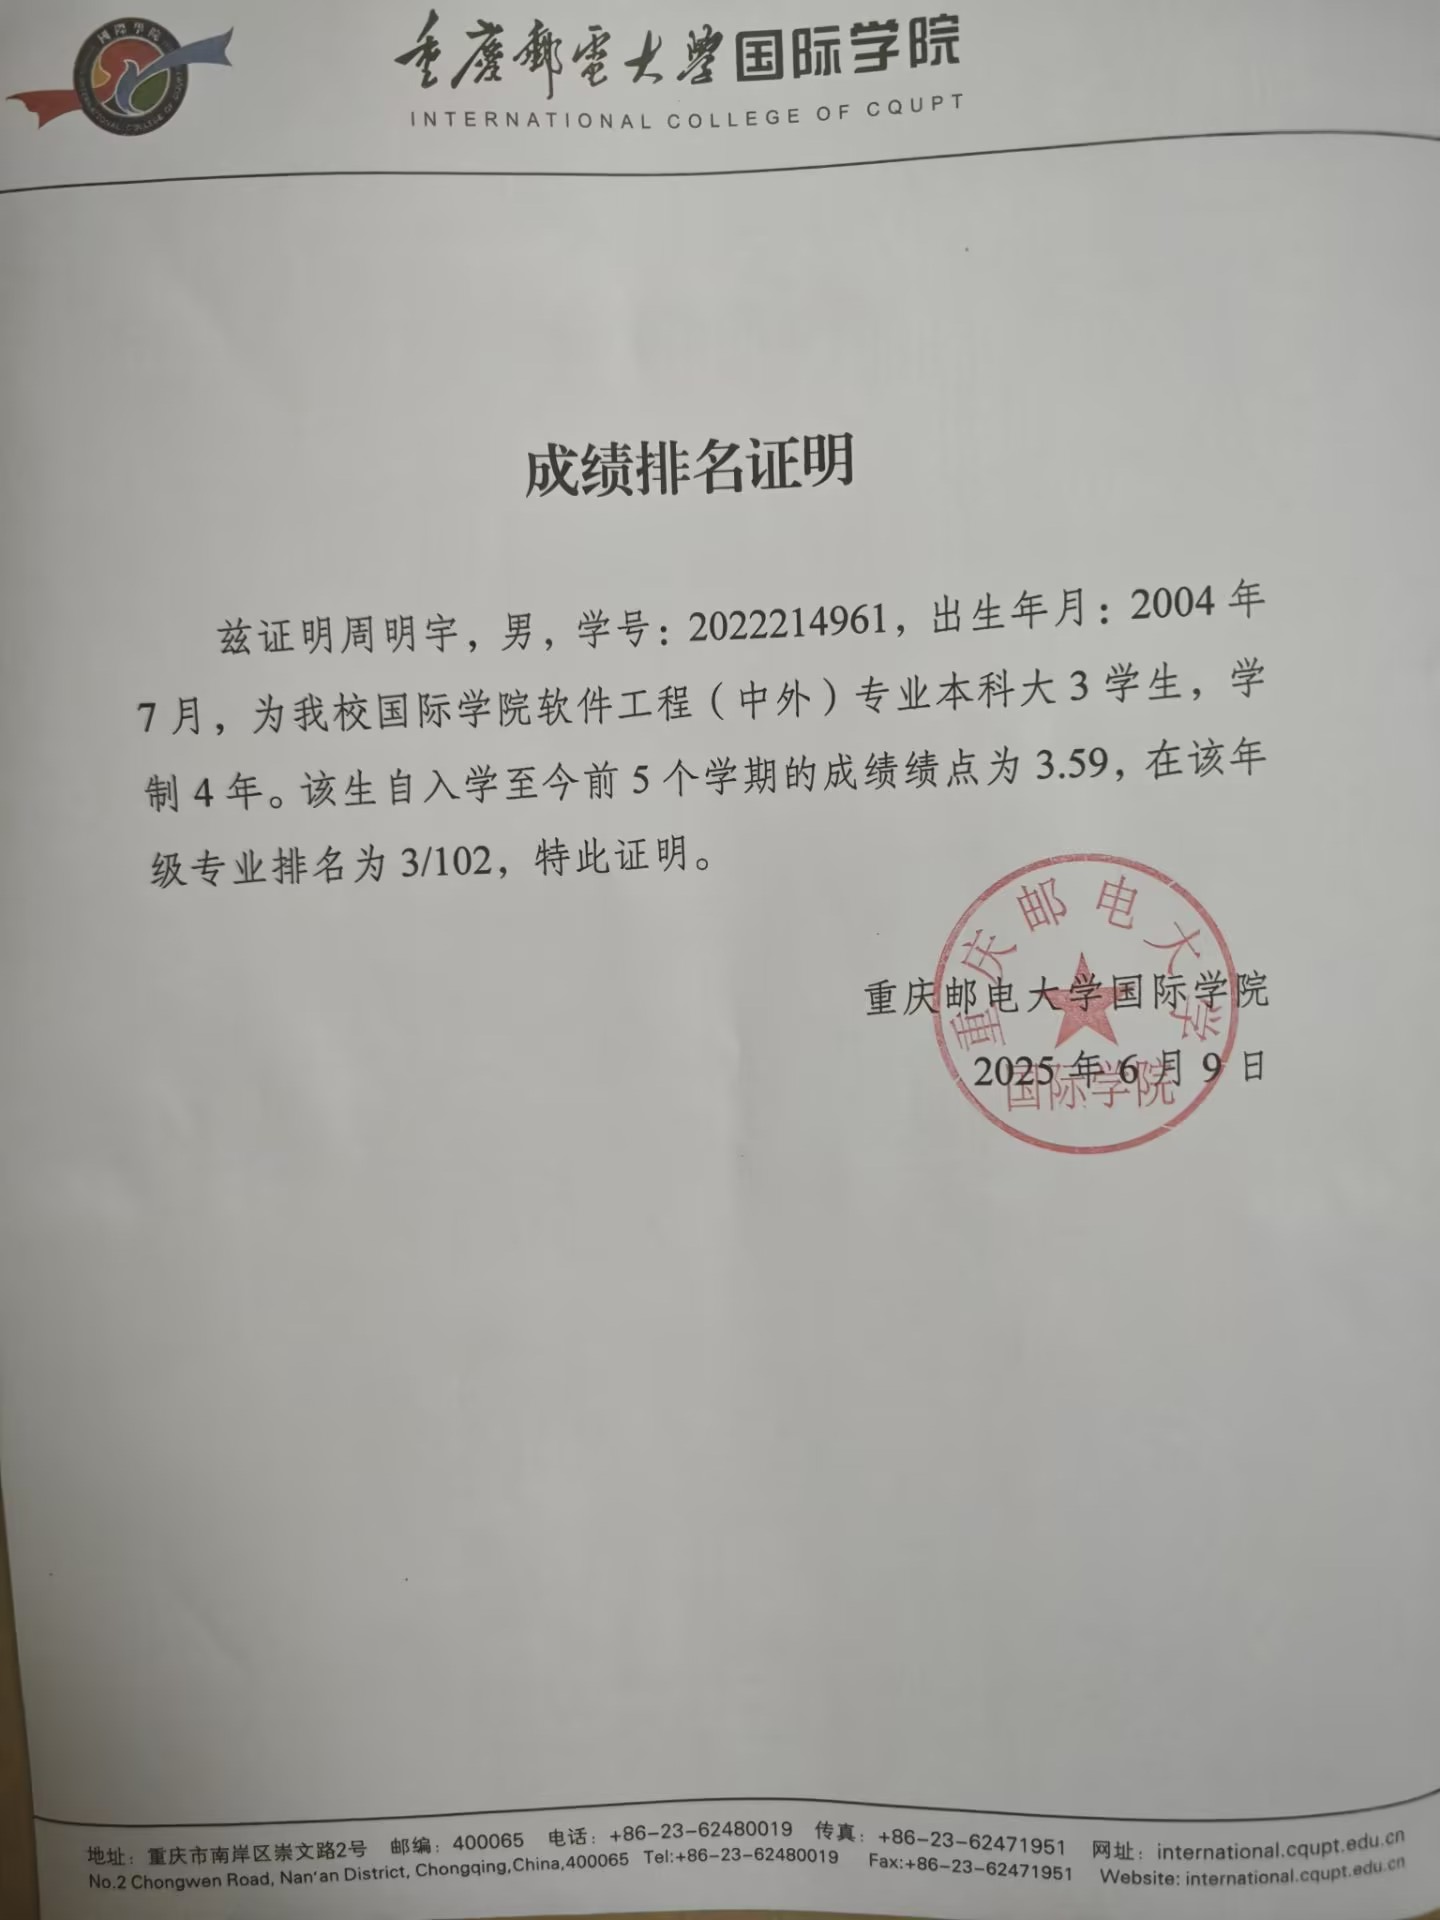 重慶郵電大學国际学院
INTERNATIONAL COLLEGE OF CQUPT
成绩排名证明
兹证明周明宇，男，学号：2022214961，出生年月：2004 年
7 月，为我校国际学院软件工程（中外）专业本科大 3 学生，学
制 4 年。该生自入学至今前 5 个学期的成绩绩点为 3.59，在该年
级专业排名为 3/102，特此证明。
重庆邮电大学国际学院
2025 年 6 月 9 日
重庆邮电大学
国际学院
地址：重庆市南岸区崇文路2号 邮编：400065 电话：+86-23-62480019 传真：+86-23-62471951 网址：international.cqupt.edu.cn
No.2 Chongwen Road, Nan'an District, Chongqing,China,400065 Tel:+86-23-62480019 Fax:+86-23-62471951 Website: international.cqupt.edu.cn